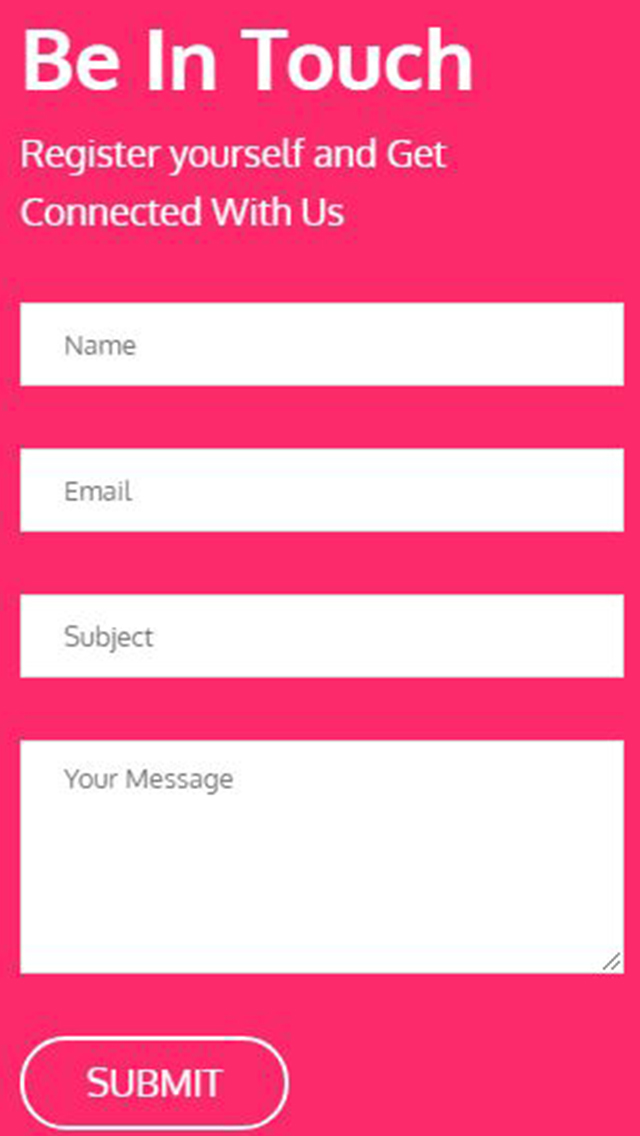 Be In Touch
Register yourself and Get
Connected With Us
Name
Email
Subject
Your Message
SUBMIT